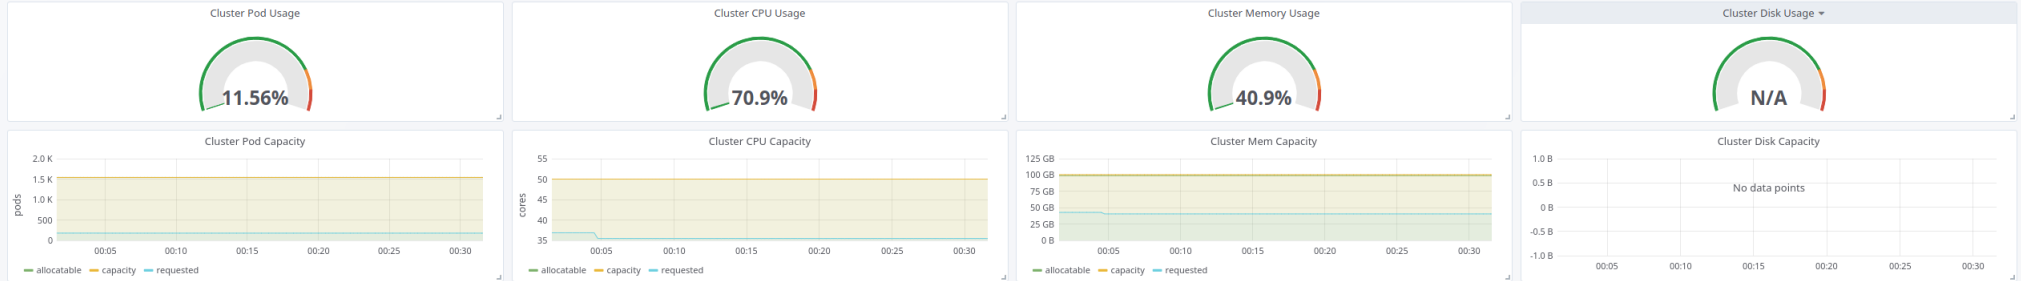 Cluster Pod Usage
11.56%
Cluster CPU Usage
70.9%
Cluster Memory Usage
40.9%
Cluster Disk Usage
N/A
Cluster Pod Capacity
pods
2.0 K
1.5 K
1.0 K
500
0
00:05 00:10 00:15 00:20 00:25 00:30
allocatable capacity requested
Cluster CPU Capacity
cores
55
50
45
40
35
00:05 00:10 00:15 00:20 00:25 00:30
allocatable capacity requested
Cluster Mem Capacity
125 GB
100 GB
75 GB
50 GB
25 GB
0 B
00:05 00:10 00:15 00:20 00:25 00:30
allocatable capacity requested
Cluster Disk Capacity
1.0 B
0.5 B
0 B
-0.5 B
-1.0 B
No data points
00:05 00:10 00:15 00:20 00:25 00:30